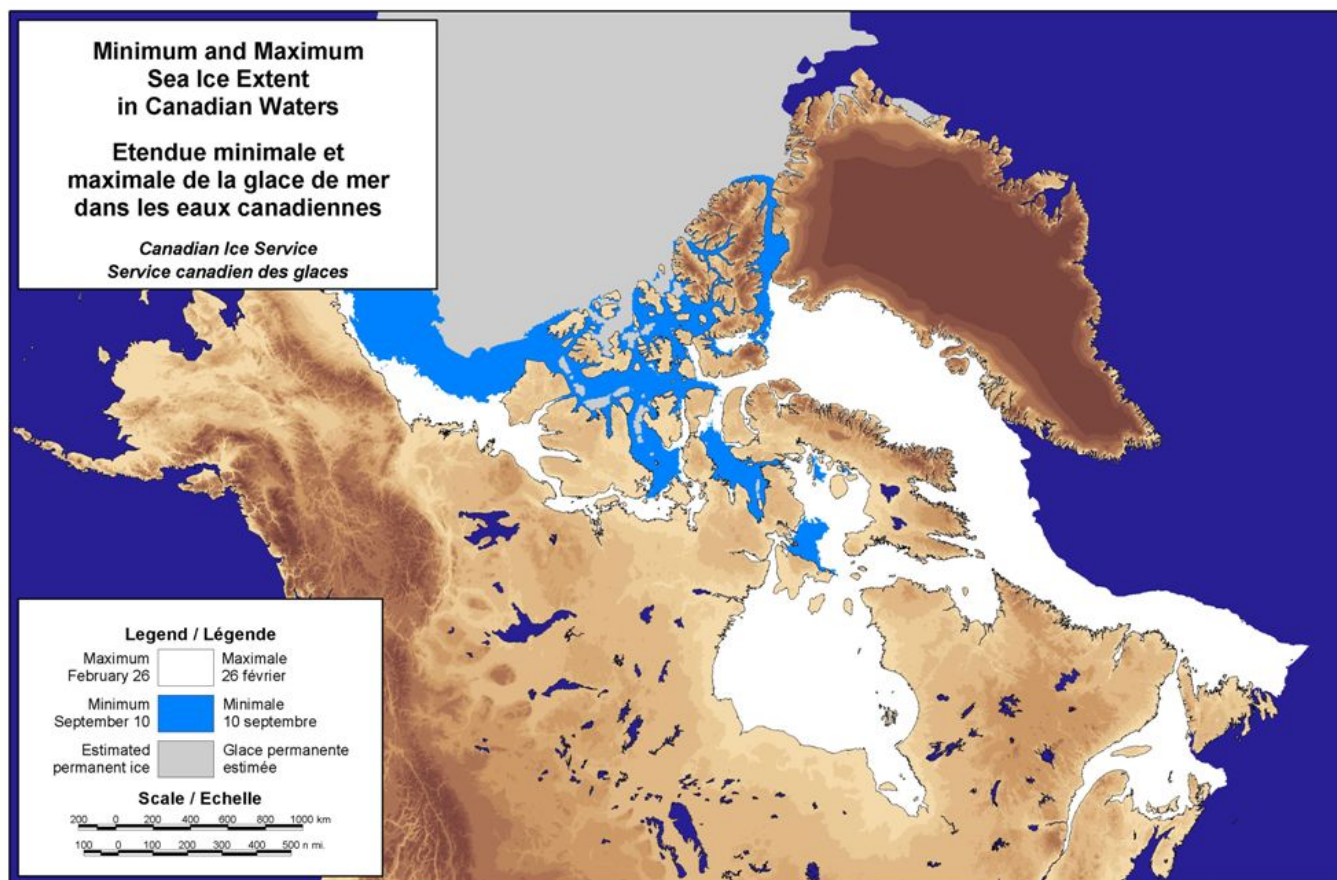 Minimum and Maximum
Sea Ice Extent
in Canadian Waters
Etendue minimale et
maximale de la glace de mer
dans les eaux canadiennes
Canadian Ice Service
Service canadien des glaces
Legend / Légende
Maximum
February 26
Maximale
26 février
Minimum
September 10
Minimale
10 septembre
Estimated
permanent ice
Glace permanente
estimée
Scale / Echelle
200 0 200 400 600 800 1000 km
100 0 100 200 300 400 500 n mi.